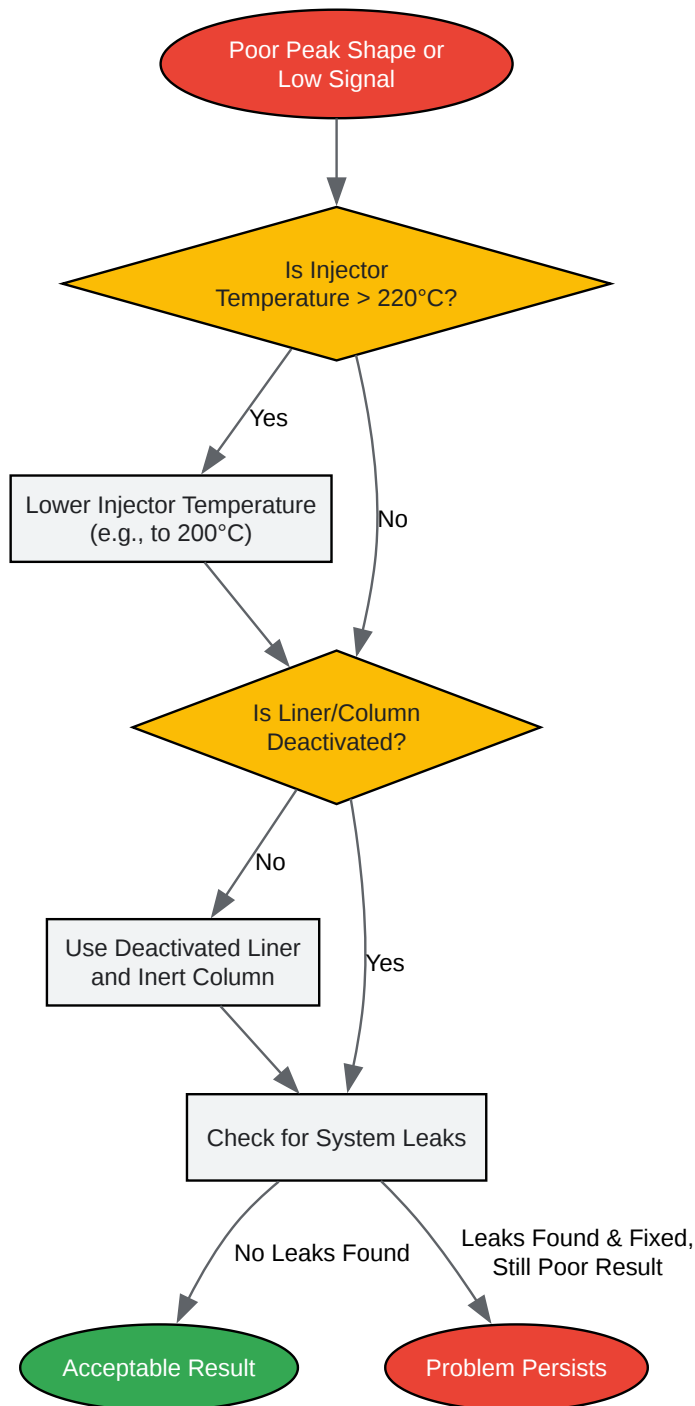 Poor Peak Shape or
Low Signal
Is Injector
Temperature > 220°C?
Yes
Lower Injector Temperature
(e.g., to 200°C)
No
Is Liner/Column
Deactivated?
No
Use Deactivated Liner
and Inert Column
Yes
Check for System Leaks
No Leaks Found
Leaks Found & Fixed,
Still Poor Result
Acceptable Result
Problem Persists